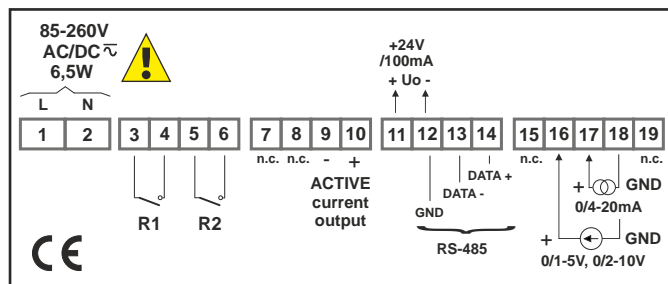 85-260V
AC/DC
6,5W
+24V
/100mA
+ Uo -
L N
1 2 3 4 5 6 7 8 9 10 11 12 13 14 15 16 17 18 19
n.c. n.c. - +
n.c. n.c.
ACTIVE
current
output
R1 R2
DATA +
DATA -
GND
RS-485
+ GND
0/4-20mA
+ GND
0/1-5V, 0/2-10V
CE